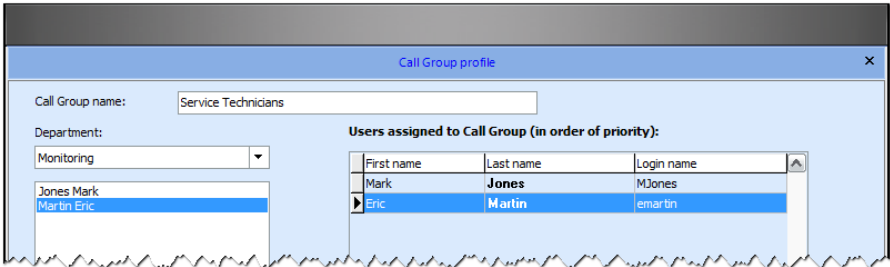 Call Group profile
Call Group name:
Service Technicians
Department:
Monitoring
Jones Mark
Martin Eric
Users assigned to Call Group (in order of priority):
First name Last name Login name
Mark Jones MJones
Eric Martin emartin